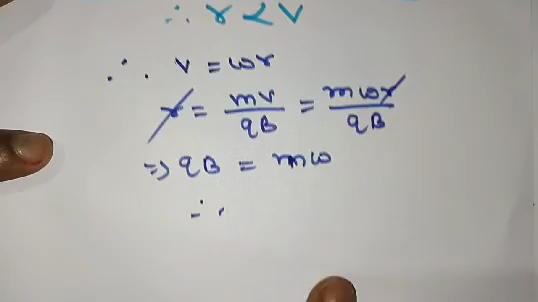 ∴ r ∝ V
∴ v = ωr
r = mv/qB = mωr/qB
=> qB = mω
∴